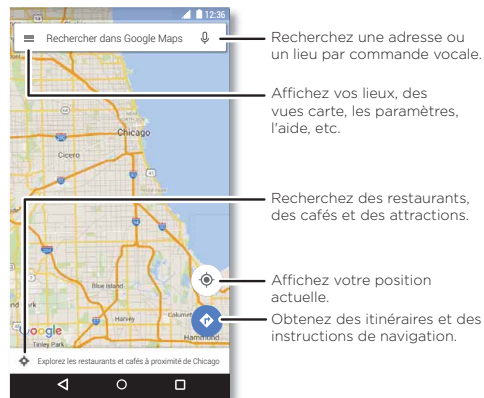 12:36
Rechercher dans Google Maps
Recherchez une adresse ou
un lieu par commande vocale.
Affichez vos lieux, des
vues carte, les paramètres,
l'aide, etc.
Chicago
Cicero
Recherchez des restaurants,
des cafés et des attractions.
Affichez votre position
actuelle.
Blue Island
Obtenez des itinéraires et des
instructions de navigation.
Harvey
Calumet
Google
Hammond
Tinley Park
Explorez les restaurants et cafés à proximité de Chicago